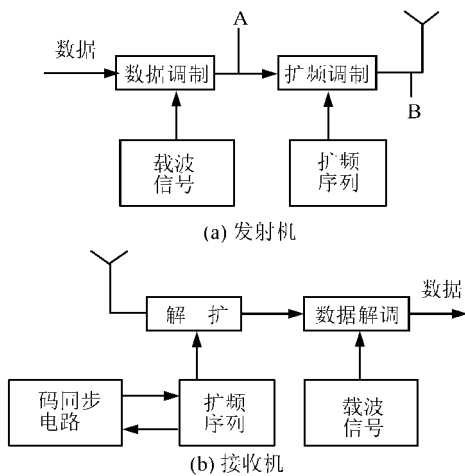 A
数据
数据调制
扩频调制
B
载波
信号
扩频
序列
(a) 发射机
解 扩
数据解调
数据
码同步
电路
扩频
序列
载波
信号
(b) 接收机